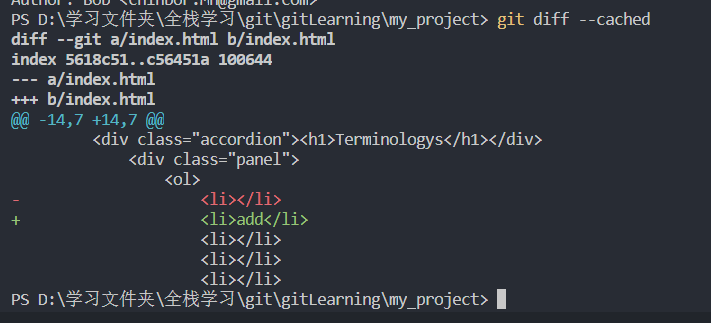 Author: Bob <chinbor.Mn@gmail.com>
PS D:\学习文件夹\全栈学习\git\gitLearning\my_project> git diff --cached
diff --git a/index.html b/index.html
index 5618c51..c56451a 100644
--- a/index.html
+++ b/index.html
@@ -14,7 +14,7 @@
         <div class="accordion"><h1>Terminologys</h1></div>
             <div class="panel">
                 <ol>
-                    <li></li>
+                    <li>add</li>
                     <li></li>
                     <li></li>
                     <li></li>
PS D:\学习文件夹\全栈学习\git\gitLearning\my_project>